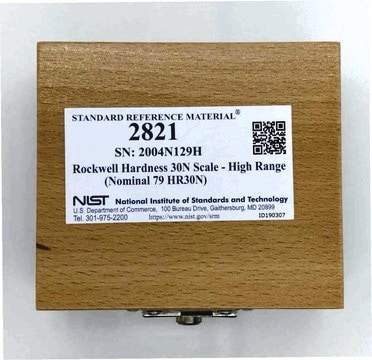 STANDARD REFERENCE MATERIAL®
2821
SN: 2004N129H
Rockwell Hardness 30N Scale - High Range
(Nominal 79 HR30N)
NIST National Institute of Standards and Technology
U.S. Department of Commerce, 100 Bureau Drive, Gaithersburg, MD 20899
Tel. 301-975-2200 https://www.nist.gov/srm ID190307